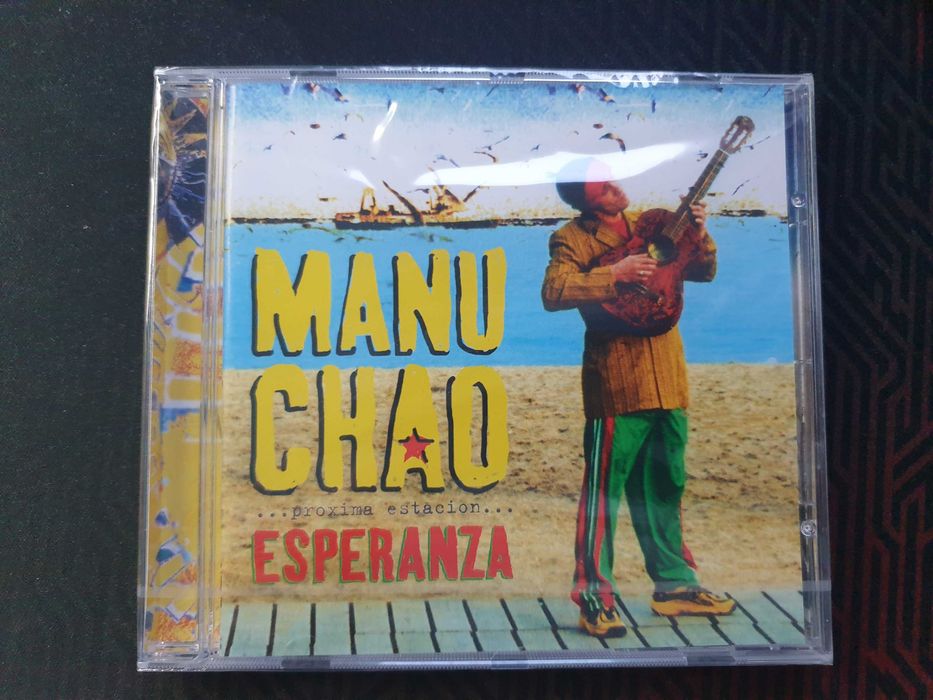 MANU
CHAO
...proxima estacion...
ESPERANZA